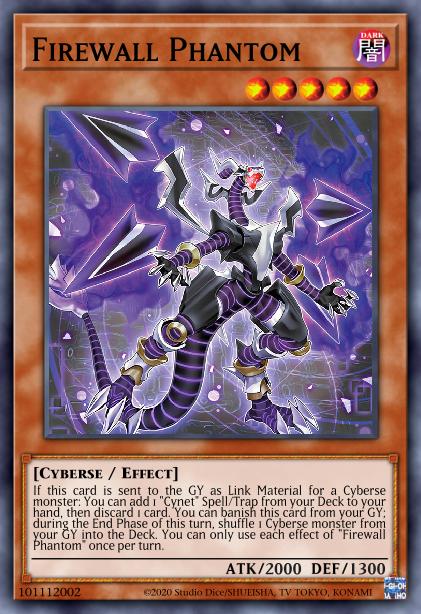 FIREWALL PHANTOM
DARK
闇
[CYBERSE / EFFECT]
If this card is sent to the GY as Link Material for a Cyberse
monster: You can add 1 "Cynet" Spell/Trap from your Deck to your
hand, then discard 1 card. You can banish this card from your GY;
during the End Phase of this turn, shuffle 1 Cyberse monster from
your GY into the Deck. You can only use each effect of "Firewall
Phantom" once per turn.
ATK/2000 DEF/1300
101112002 ©2020 Studio Dice/SHUEISHA, TV TOKYO, KONAMI